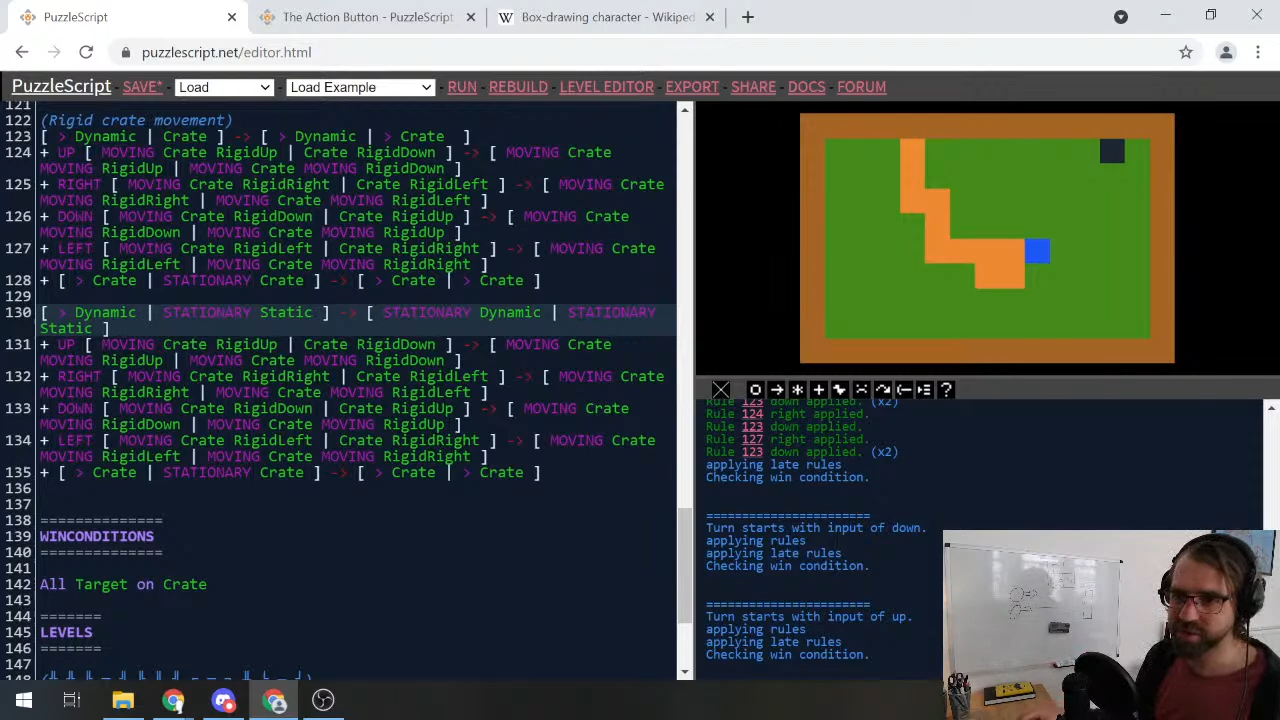 PuzzleScript
The Action Button - PuzzleScript
Box-drawing character - Wikiped
puzzlescript.net/editor.html
PuzzleScript - SAVE* - Load Load Example - RUN - REBUILD - LEVEL EDITOR - EXPORT - SHARE - DOCS - FORUM
121
122 (Rigid crate movement)
123 [ > Dynamic | Crate ] -> [ > Dynamic | > Crate ]
124 + UP [ MOVING Crate RigidUp | Crate RigidDown ] -> [ MOVING Crate
MOVING RigidUp | MOVING Crate MOVING RigidDown ]
125 + RIGHT [ MOVING Crate RigidRight | Crate RigidLeft ] -> [ MOVING Crate
MOVING RigidRight | MOVING Crate MOVING RigidLeft ]
126 + DOWN [ MOVING Crate RigidDown | Crate RigidUp ] -> [ MOVING Crate
MOVING RigidDown | MOVING Crate MOVING RigidUp ]
127 + LEFT [ MOVING Crate RigidLeft | Crate RigidRight ] -> [ MOVING Crate
MOVING RigidLeft | MOVING Crate MOVING RigidRight ]
128 + [ > Crate | STATIONARY Crate ] -> [ > Crate | > Crate ]
129
130 [ > Dynamic | STATIONARY Static ] -> [ STATIONARY Dynamic | STATIONARY
Static ]
131 + UP [ MOVING Crate RigidUp | Crate RigidDown ] -> [ MOVING Crate
MOVING RigidUp | MOVING Crate MOVING RigidDown ]
132 + RIGHT [ MOVING Crate RigidRight | Crate RigidLeft ] -> [ MOVING Crate
MOVING RigidRight | MOVING Crate MOVING RigidLeft ]
133 + DOWN [ MOVING Crate RigidDown | Crate RigidUp ] -> [ MOVING Crate
MOVING RigidDown | MOVING Crate MOVING RigidUp ]
134 + LEFT [ MOVING Crate RigidLeft | Crate RigidRight ] -> [ MOVING Crate
MOVING RigidLeft | MOVING Crate MOVING RigidRight ]
135 + [ > Crate | STATIONARY Crate ] -> [ > Crate | > Crate ]
136
137
138 ==============
139 WINCONDITIONS
140 ==============
141
142 All Target on Crate
143
144 =======
145 LEVELS
146 =======
147
148
Rule 123 down applied. (x2)
Rule 124 right applied.
Rule 123 down applied.
Rule 127 right applied.
Rule 123 down applied. (x2)
applying late rules
Checking win condition.
=======================
Turn starts with input of down.
applying rules
applying late rules
Checking win condition.
=======================
Turn starts with input of up.
applying rules
applying late rules
Checking win condition.